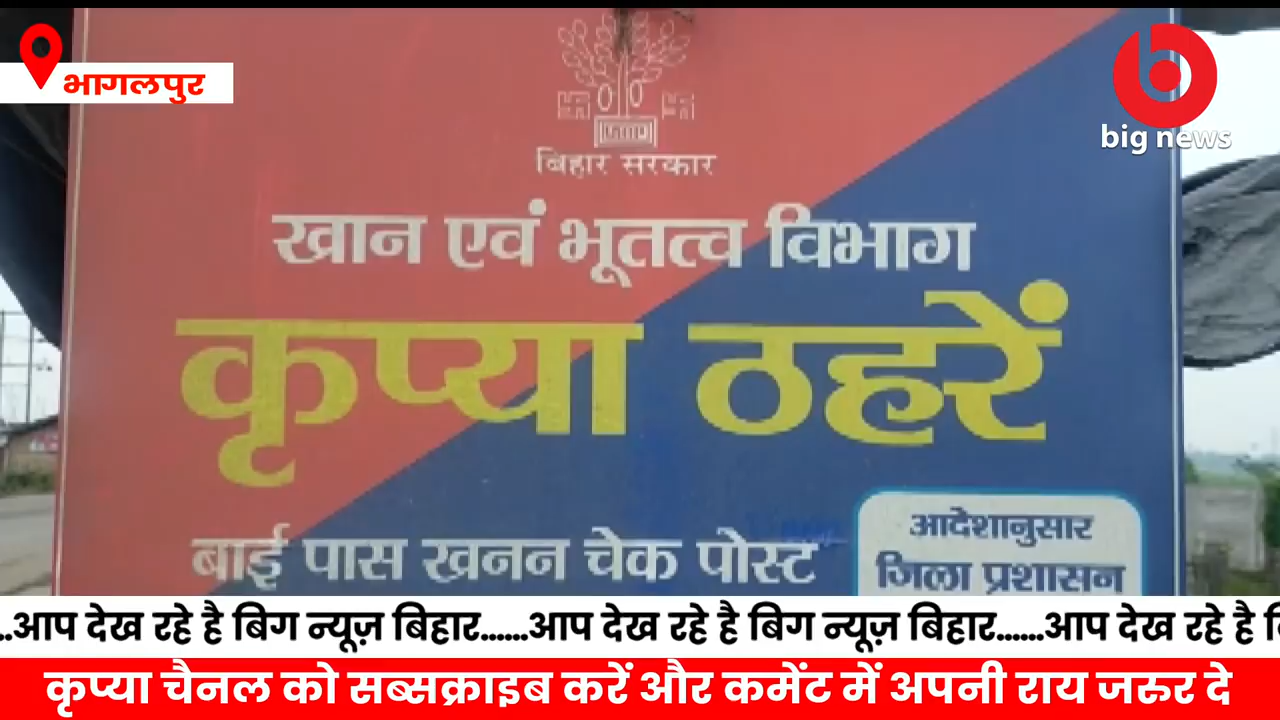 भागलपुर
big news
बिहार सरकार
खान एवं भूतत्व विभाग
कृप्या ठहरें
बाई पास खनन चेक पोस्ट
आदेशानुसार
जिला प्रशासन
..आप देख रहे है बिग न्यूज़ बिहार......आप देख रहे है बिग न्यूज़ बिहार......आप देख रहे है
कृप्या चैनल को सब्सक्राइब करें और कमेंट में अपनी राय जरुर दे